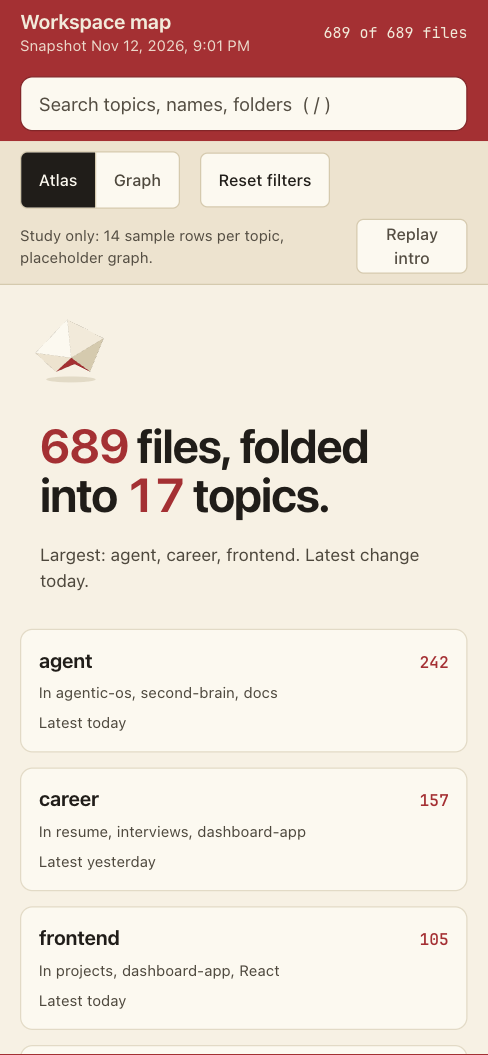 Workspace map
689 of 689 files
Snapshot Nov 12, 2026, 9:01 PM
Search topics, names, folders ( / )
Atlas
Graph
Reset filters
Study only: 14 sample rows per topic,
placeholder graph.
Replay
intro
689 files, folded
into 17 topics.
Largest: agent, career, frontend. Latest change
today.
agent
242
In agentic-os, second-brain, docs
Latest today
career
157
In resume, interviews, dashboard-app
Latest yesterday
frontend
105
In projects, dashboard-app, React
Latest today